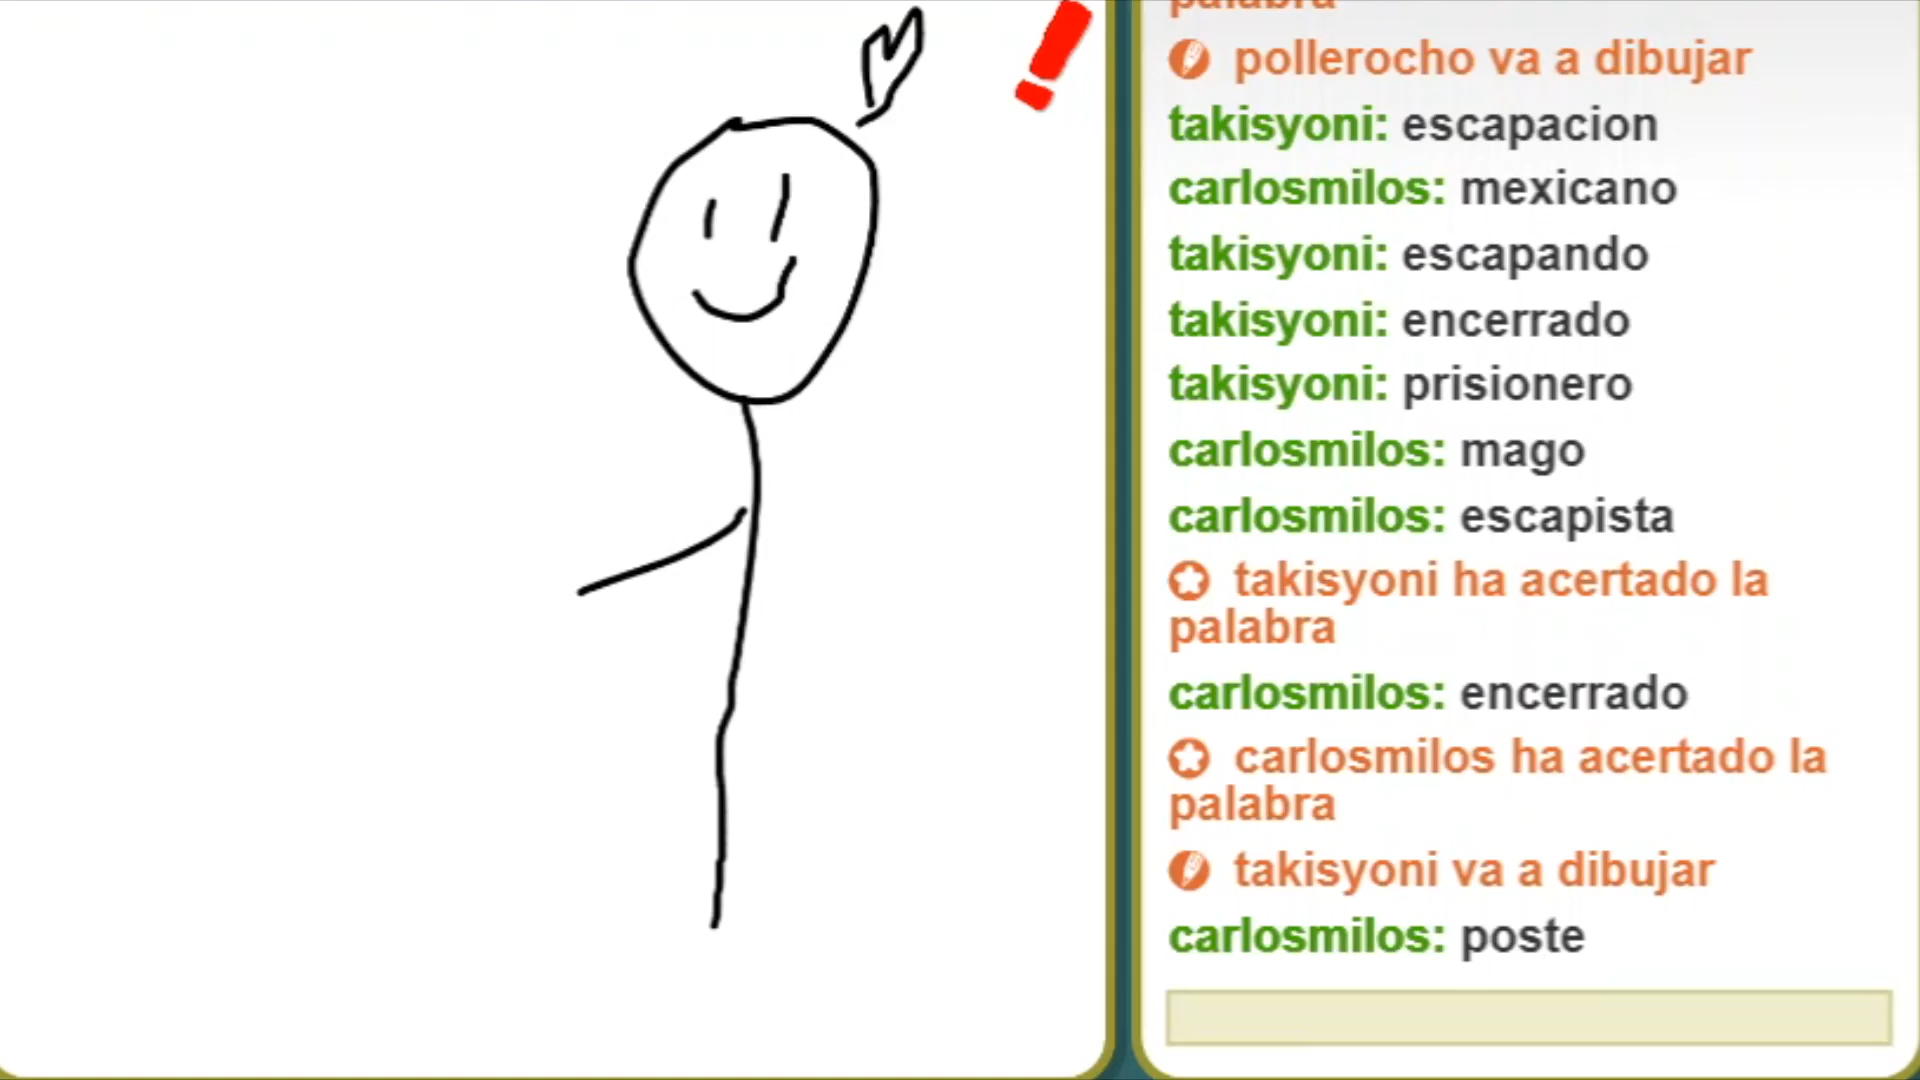 palabra
pollerocho va a dibujar
takisyoni: escapacion
carlosmilos: mexicano
takisyoni: escapando
takisyoni: encerrado
takisyoni: prisionero
carlosmilos: mago
carlosmilos: escapista
takisyoni ha acertado la
palabra
carlosmilos: encerrado
carlosmilos ha acertado la
palabra
takisyoni va a dibujar
carlosmilos: poste